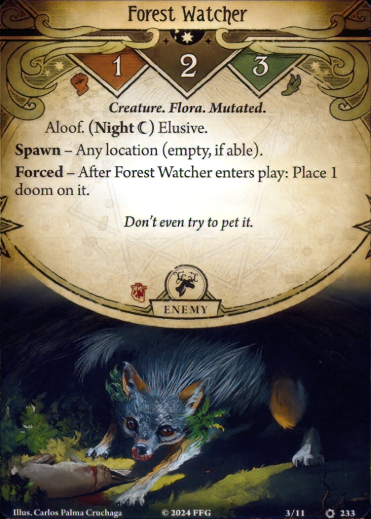 Forest Watcher
1 2 3
Creature. Flora. Mutated.
Aloof. (Night ☾) Elusive.
Spawn – Any location (empty, if able).
Forced – After Forest Watcher enters play: Place 1
doom on it.
Don't even try to pet it.
ENEMY
Illus. Carlos Palma Cruchaga © 2024 FFG 3/11 233